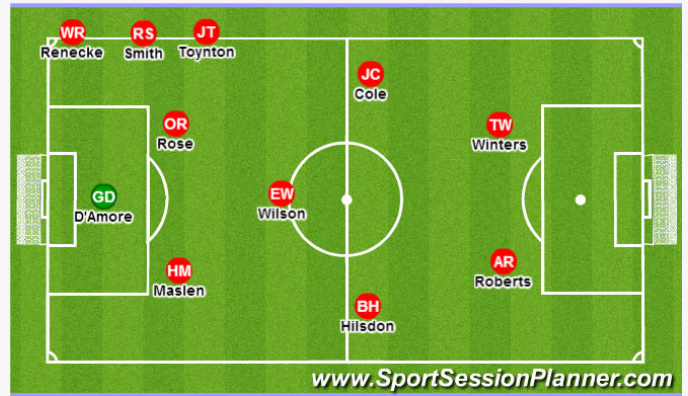 WR
Renecke
RS
Smith
JT
Toynton
JC
Cole
OR
Rose
TW
Winters
GD
D'Amore
EW
Wilson
HM
Maslen
AR
Roberts
BH
Hilsdon
www.SportSessionPlanner.com